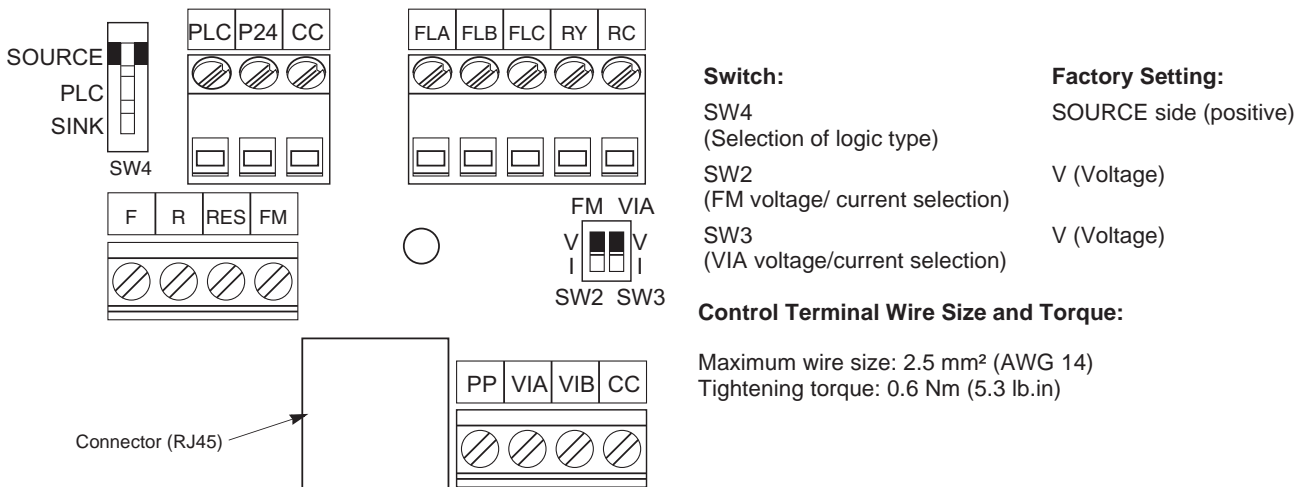 PLC P24 CC
FLA FLB FLC RY RC
SOURCE
PLC
SINK
SW4
F R RES FM
FM VIA
V V
I I
SW2 SW3
PP VIA VIB CC
Connector (RJ45)
Switch: Factory Setting:
SW4 SOURCE side (positive)
(Selection of logic type)
SW2 V (Voltage)
(FM voltage/ current selection)
SW3 V (Voltage)
(VIA voltage/current selection)
Control Terminal Wire Size and Torque:
Maximum wire size: 2.5 mm² (AWG 14)
Tightening torque: 0.6 Nm (5.3 lb.in)